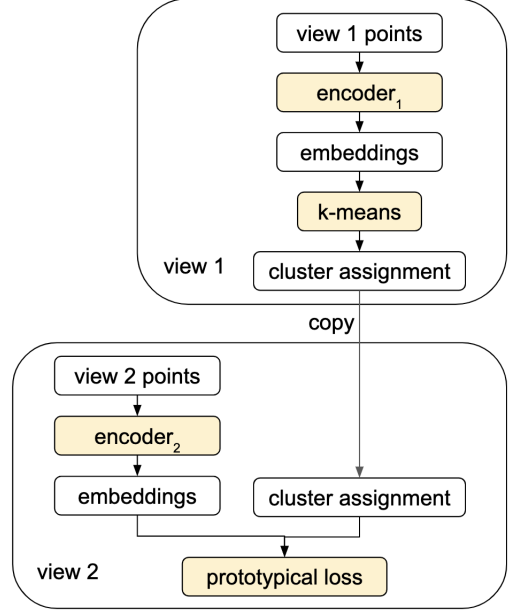 view 1 points
encoder1
embeddings
k-means
view 1
cluster assignment
copy
view 2 points
encoder2
embeddings
cluster assignment
view 2
prototypical loss